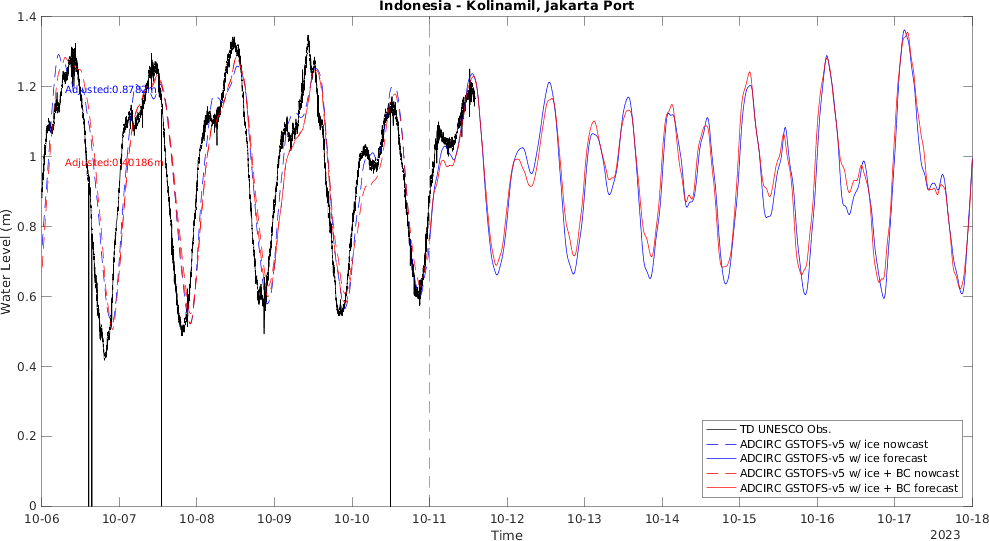 Indonesia - Kolinamil, Jakarta Port
Water Level (m)
1.4
1.2
1
0.8
0.6
0.4
0.2
0
Adjusted:0.40186m
TD UNESCO Obs.
ADCIRC GSTOFS-v5 w/ ice nowcast
ADCIRC GSTOFS-v5 w/ ice forecast
ADCIRC GSTOFS-v5 w/ ice + BC nowcast
ADCIRC GSTOFS-v5 w/ ice + BC forecast
10-06 10-07 10-08 10-09 10-10 10-11 10-12 10-13 10-14 10-15 10-16 10-17 10-18
Time
2023